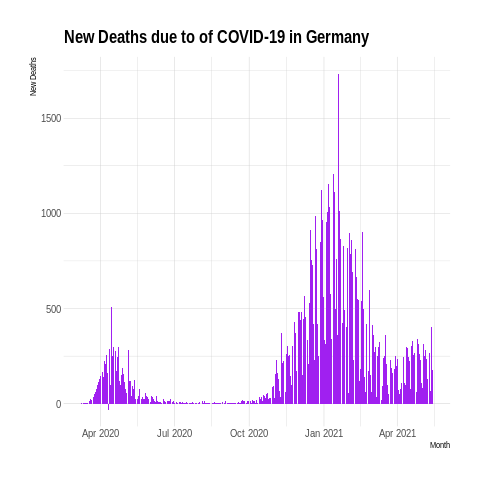 New Deaths due to of COVID-19 in Germany
New Deaths
1500
1000
500
0
Apr 2020 Jul 2020 Oct 2020 Jan 2021 Apr 2021
Month